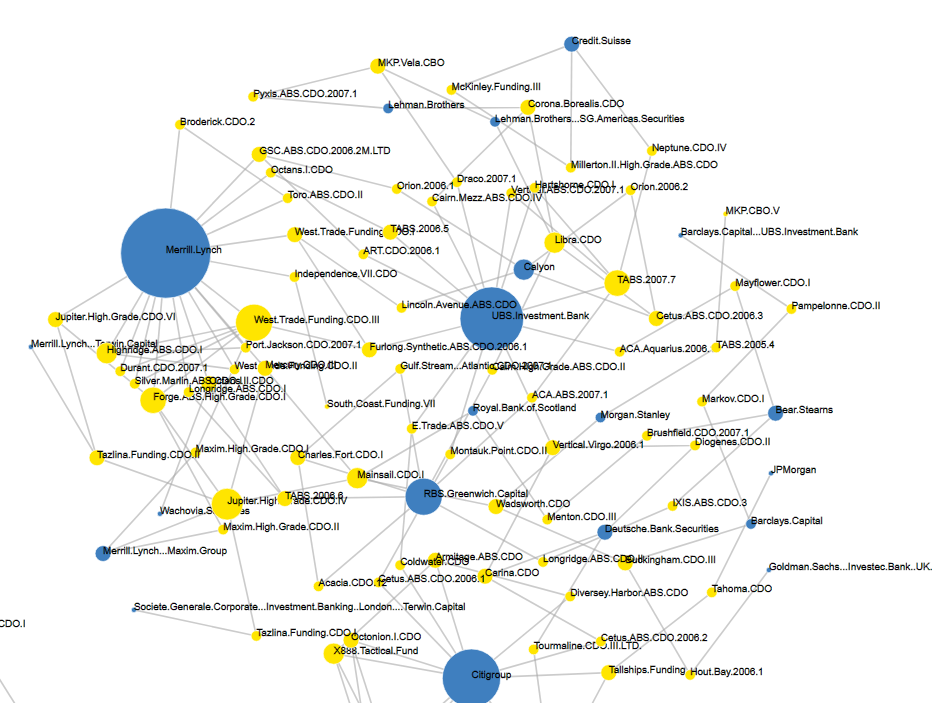 Credit.Suisse
MKP.Vela.CBO
McKinley.Funding.III
Pyxis.ABS.CDO.2007.1
Lehman.Brothers
Corona.Borealis.CDO
Lehman.Brothers...SG.Americas.Securities
Broderick.CDO.2
GSC.ABS.CDO.2006.2M.LTD
Neptune.CDO.IV
Octans.I.CDO
Millerton.II.High.Grade.ABS.CDO
Draco.2007.1
Orion.2006.1
Hartshorne.CDO.I
Orion.2006.2
Toro.ABS.CDO.II
Cairn.Mezz.ABS.CDO.IV
MKP.CBO.V
TABS.2006.5
West.Trade.Funding
Barclays.Capital...UBS.Investment.Bank
Libra.CDO
Merrill.Lynch
ART.CDO.2006.1
Calyon
Independence.VII.CDO
TABS.2007.7
Mayflower.CDO.I
Lincoln.Avenue.ABS.CDO
Pampelonne.CDO.II
UBS.Investment.Bank
Cetus.ABS.CDO.2006.3
Jupiter.High.Grade.CDO.VI
West.Trade.Funding.CDO.III
Merrill.Lynch...Terwin.Capital
Highridge.ABS.CDO.I
Port.Jackson.CDO.2007.1
Furlong.Synthetic.ABS.CDO.2006.1
ACA.Aquarius.2006.
TABS.2005.4
Durant.CDO.2007.1
Gulf.Stream...Atlantic.CDO.2007.1
Silver.Marlin.ABS.CDO.I
Longridge.ABS.CDO.I
Forge.ABS.High.Grade.CDO.I
South.Coast.Funding.VII
ACA.ABS.2007.1
Markov.CDO.I
Royal.Bank.of.Scotland
Morgan.Stanley
Bear.Stearns
E.Trade.ABS.CDO.V
Brushfield.CDO.2007.1
Vertical.Virgo.2006.1
Diogenes.CDO.II
Maxim.High.Grade.CDO.I
Tazlina.Funding.CDO.II
Charles.Fort.CDO.I
Montauk.Point.CDO.II
Mainsail.CDO.I
JPMorgan
RBS.Greenwich.Capital
TABS.2006.6
Jupiter.High.Grade.CDO.IV
Wadsworth.CDO
IXIS.ABS.CDO.3
Menton.CDO.III
Barclays.Capital
Maxim.High.Grade.CDO.II
Deutsche.Bank.Securities
Merrill.Lynch...Maxim.Group
Armitage.ABS.CDO
Coldwater.CDO
Longridge.ABS.CDO.II
Buckingham.CDO.III
Goldman.Sachs...Investec.Bank..UK.
Carina.CDO
Acacia.CDO.12
Cetus.ABS.CDO.2006.1
Diversey.Harbor.ABS.CDO
Tahoma.CDO
Societe.Generale.Corporate...Investment.Banking..London....Terwin.Capital
CDO.I
Tazlina.Funding.CDO.I
Octonion.I.CDO
Cetus.ABS.CDO.2006.2
Tourmaline.CDO.III.LTD.
X888.Tactical.Fund
Citigroup
Tallships.Funding
Hout.Bay.2006.1